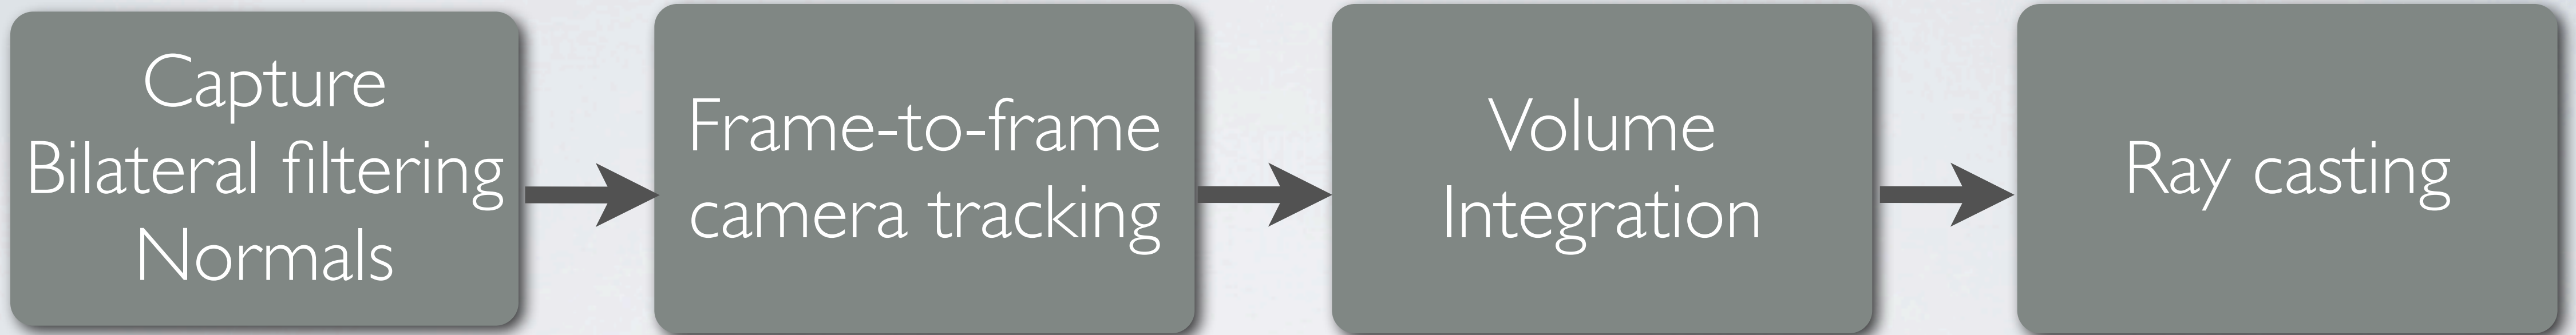 Capture
Bilateral filtering
Normals
Frame-to-frame
camera tracking
Volume
Integration
Ray casting